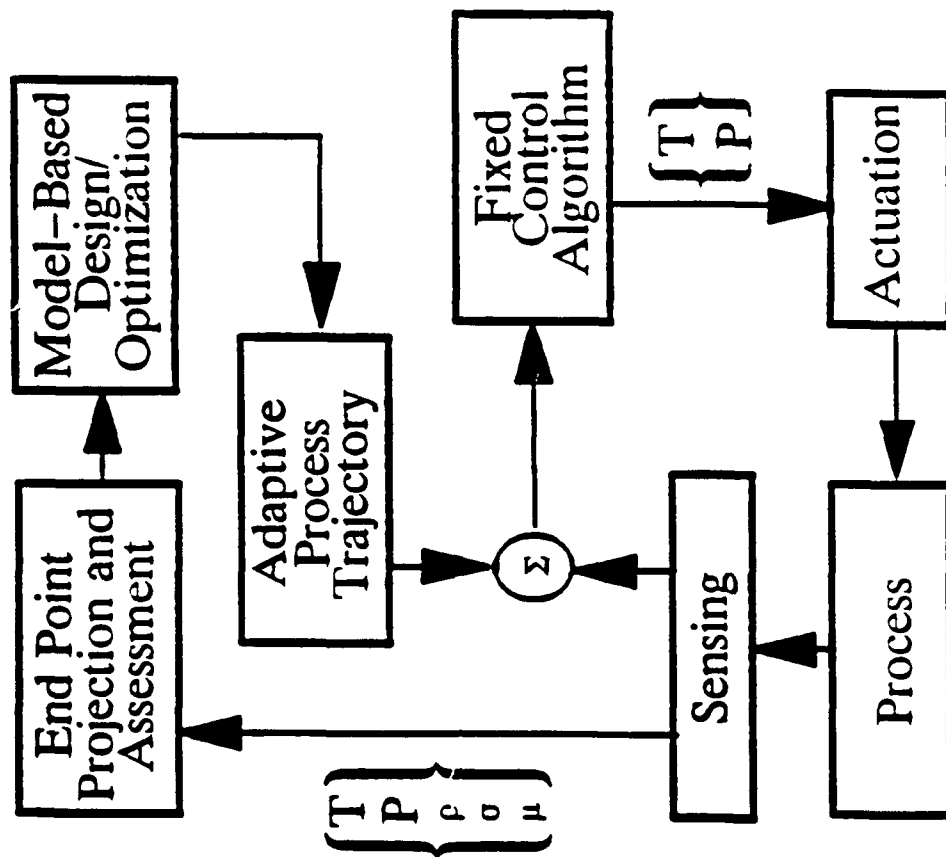 End Point
Projection and
Assessment
Model-Based
Design/
Optimization
Adaptive
Process
Trajectory
Fixed
Control
Algorithm
Σ
T
P
ρ
σ
μ
T
P
Sensing
Process
Actuation